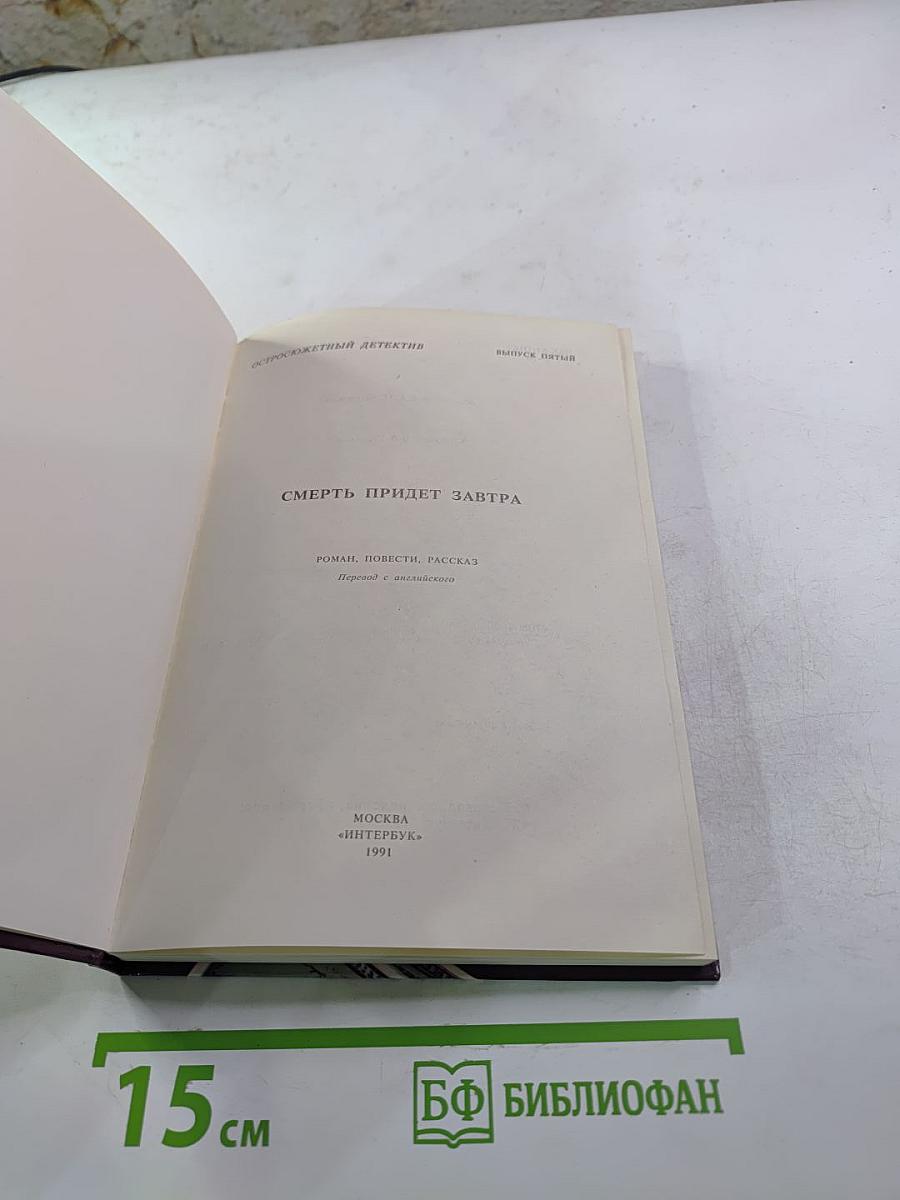 ОСТРОСЮЖЕТНЫЙ ДЕТЕКТИВ ВЫПУСК ПЯТЫЙ
СМЕРТЬ ПРИДЕТ ЗАВТРА
РОМАН, ПОВЕСТИ, РАССКАЗ
Перевод с английского
МОСКВА
«ИНТЕРБУК»
1991
15 см
БФ БИБЛИОФАН